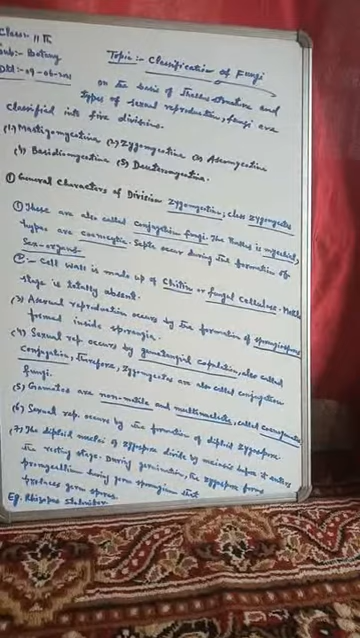 Class:- 11th
Sub:- Botany
Dtd:- 09-06-
Topic:- Classification of Fungi
on the basis of Thallus structure and
types of sexual reproduction, fungi are
classified into five divisions.
(1) Mastigomycotina (2) Zygomycotina (3) Ascomycotina
(4) Basidiomycotina (5) Deuteromycotina.
① General Characters of Division Zygomycotina, class Zygomycetes
① These are also called Conjugation fungi. The thallus is mycelial,
hyphae are coenocytic. Septa occur during the formation of
Sex-organs.
②:- Cell wall is made up of Chitin or fungal Cellulose. Motile
stage is totally absent.
(3) Asexual reproduction occurs by the formation of sporangiospores
formed inside sporangia.
(4) Sexual rep. occurs by gametangial copulation, also called
Conjugation, therefore, zygomycetes are also called conjugation
fungi.
(5) Gametes are non-motile and multinucleate, called coenogametes
(6) Sexual rep. occurs by the formation of diploid zygospore.
(7) The diploid nuclei of zygospore divide by meiosis before it enters
the resting stage. During germination, the zygospore forms
promycelium during germ sporangium that
produces germ spores.
Eg. Rhizopus stolonifer